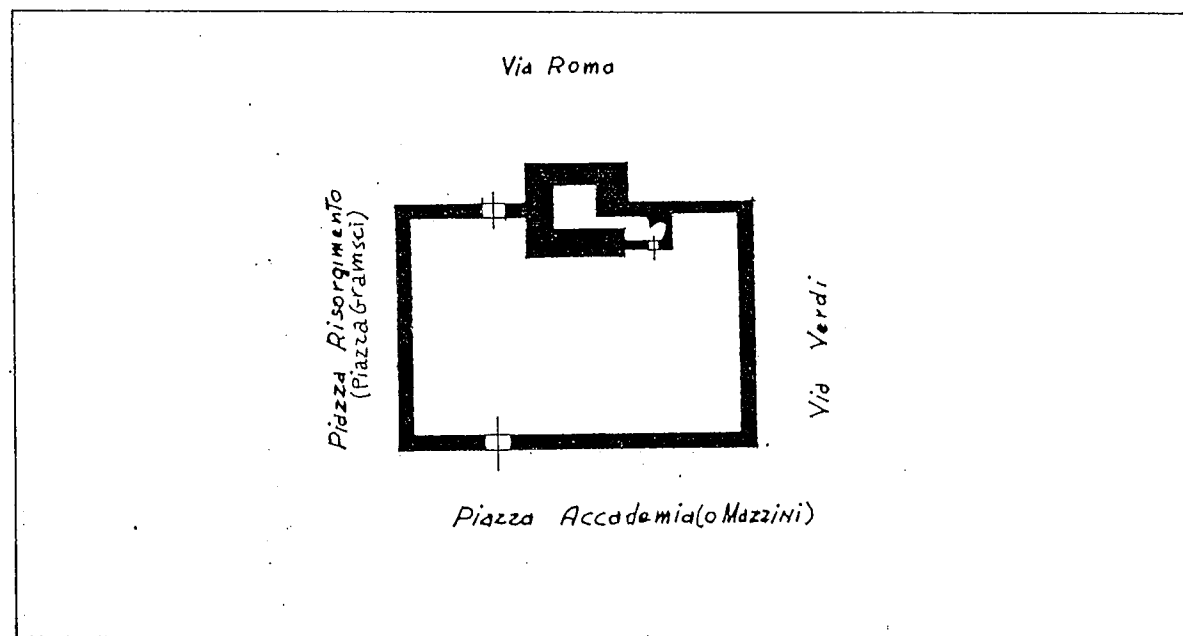 Via Roma
Piazza Risorgimento
(Piazza Gramsci)
Via Verdi
Piazza Accademia (o Mazzini)